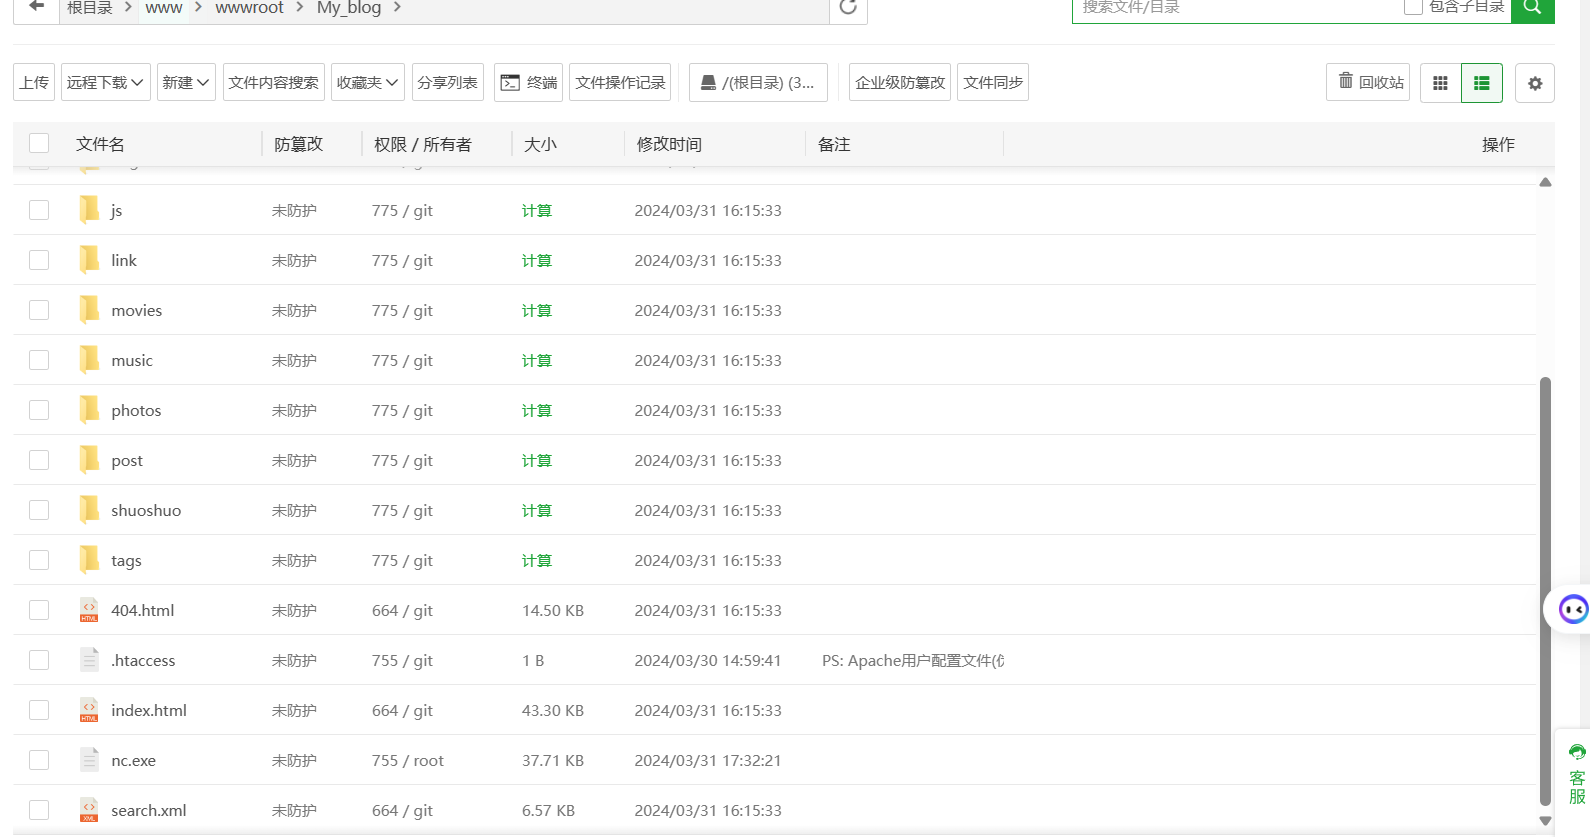 根目录 > www > wwwroot > My_blog >
搜索文件/目录 包含子目录
上传 远程下载 新建 文件内容搜索 收藏夹 分享列表 终端 文件操作记录 /(根目录) (3... 企业级防篡改 文件同步 回收站
文件名 防篡改 权限 / 所有者 大小 修改时间 备注 操作
js 未防护 775 / git 计算 2024/03/31 16:15:33
link 未防护 775 / git 计算 2024/03/31 16:15:33
movies 未防护 775 / git 计算 2024/03/31 16:15:33
music 未防护 775 / git 计算 2024/03/31 16:15:33
photos 未防护 775 / git 计算 2024/03/31 16:15:33
post 未防护 775 / git 计算 2024/03/31 16:15:33
shuoshuo 未防护 775 / git 计算 2024/03/31 16:15:33
tags 未防护 775 / git 计算 2024/03/31 16:15:33
404.html 未防护 664 / git 14.50 KB 2024/03/31 16:15:33
.htaccess 未防护 755 / git 1 B 2024/03/30 14:59:41 PS: Apache用户配置文件(
index.html 未防护 664 / git 43.30 KB 2024/03/31 16:15:33
nc.exe 未防护 755 / root 37.71 KB 2024/03/31 17:32:21
search.xml 未防护 664 / git 6.57 KB 2024/03/31 16:15:33
客服